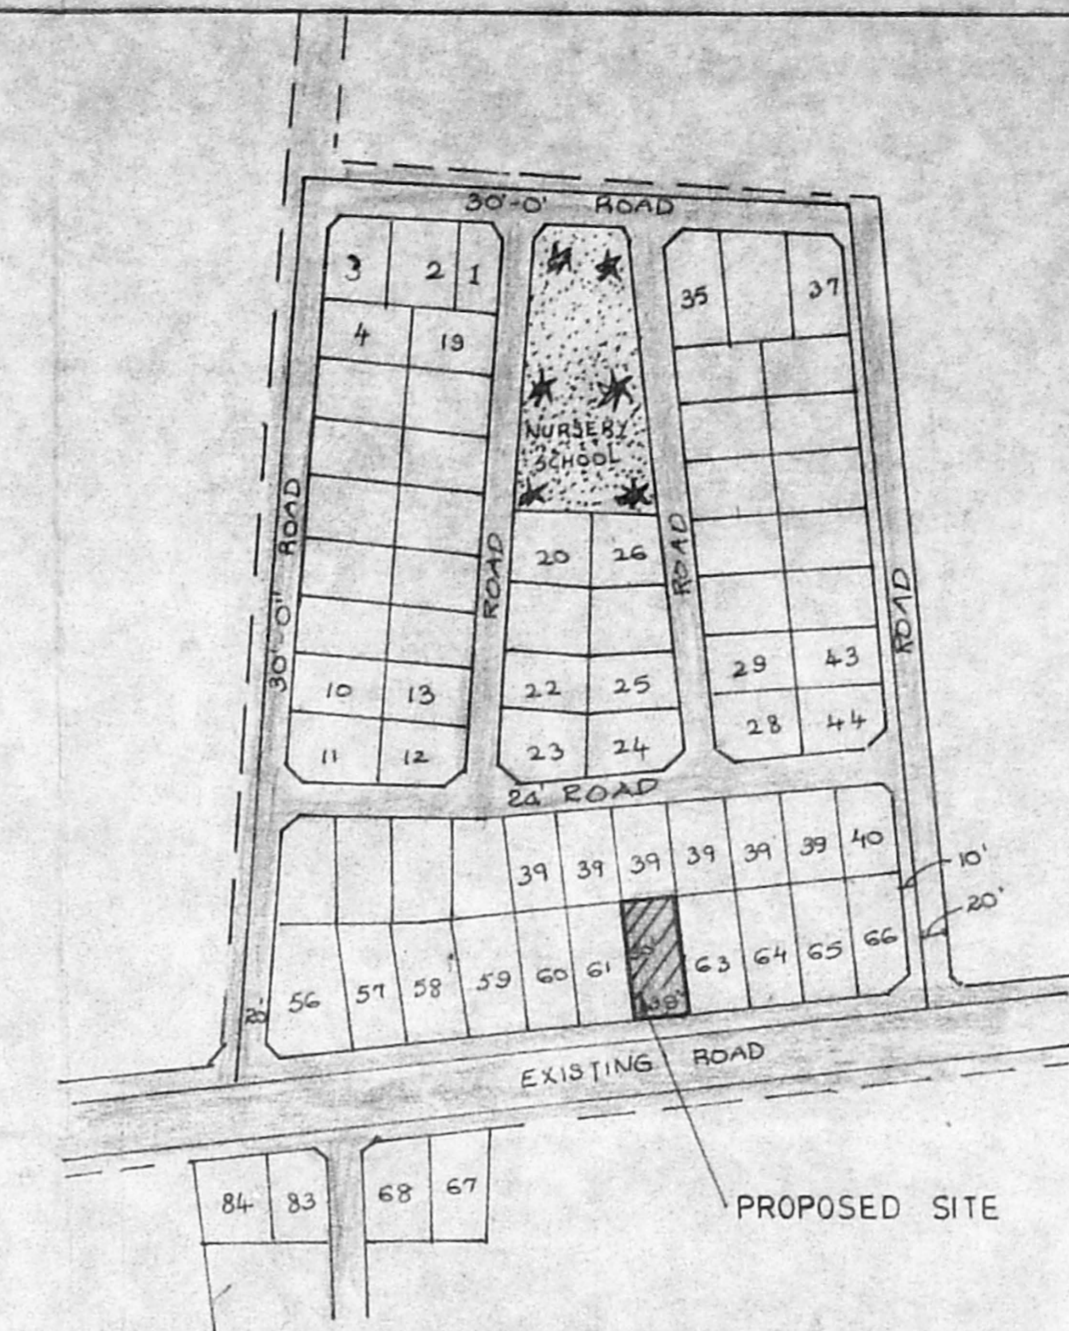 30'-0' ROAD
3 2 1
35 37
4 19
NURSERY
SCHOOL
30'-0" ROAD
ROAD
ROAD
ROAD
20 26
29 43
10 13
22 25
28 44
11 12
23 24
24' ROAD
39 39 39 39 39 39 40
10'
20'
56 57 58 59 60 61 63 64 65 66
20'
EXISTING ROAD
84 83 68 67
PROPOSED SITE